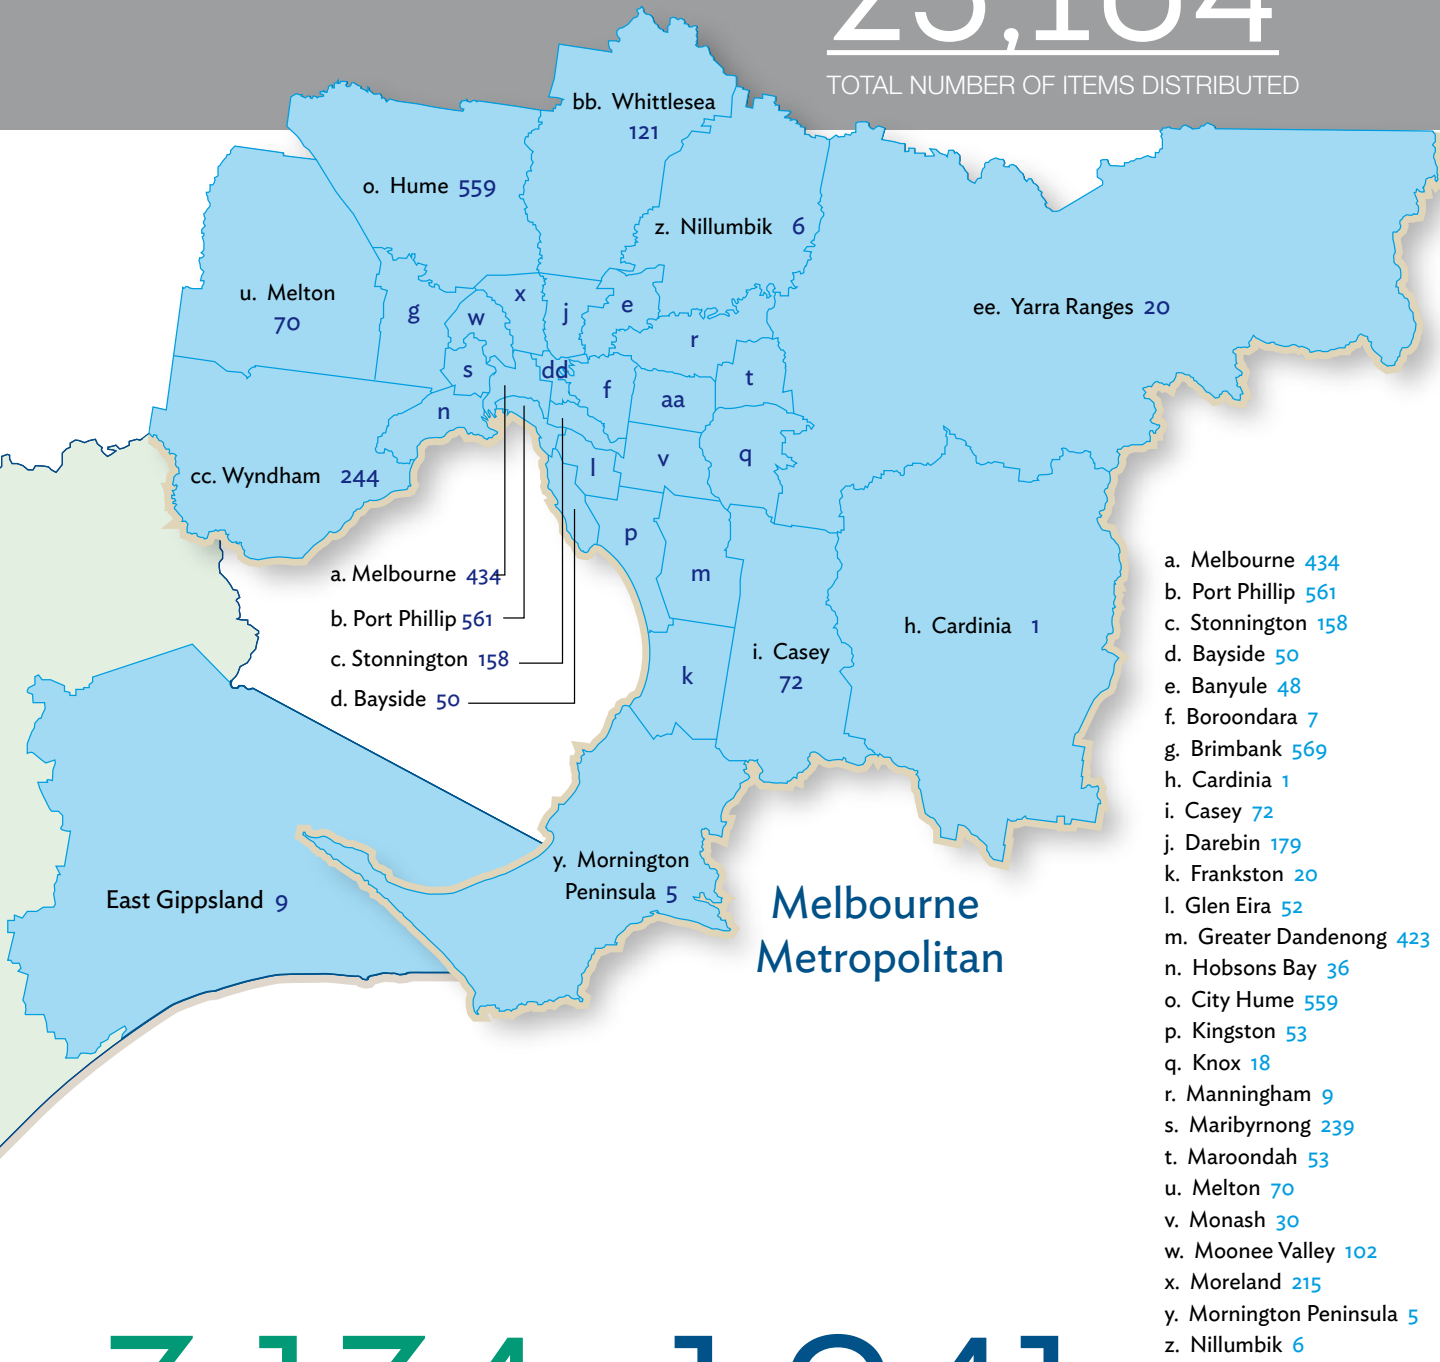 TOTAL NUMBER OF ITEMS DISTRIBUTED
bb. Whittlesea
121
o. Hume 559
z. Nillumbik 6
u. Melton
70
g
w
x
j
e
r
ee. Yarra Ranges 20
s
dd
f
aa
t
n
cc. Wyndham 244
l
v
q
p
m
k
a. Melbourne 434
b. Port Phillip 561
c. Stonnington 158
d. Bayside 50
h. Cardinia 1
i. Casey
72
y. Mornington
Peninsula 5
East Gippsland 9
Melbourne
Metropolitan
a. Melbourne 434
b. Port Phillip 561
c. Stonnington 158
d. Bayside 50
e. Banyule 48
f. Boroondara 7
g. Brimbank 569
h. Cardinia 1
i. Casey 72
j. Darebin 179
k. Frankston 20
l. Glen Eira 52
m. Greater Dandenong 423
n. Hobsons Bay 36
o. City Hume 559
p. Kingston 53
q. Knox 18
r. Manningham 9
s. Maribyrnong 239
t. Maroondah 53
u. Melton 70
v. Monash 30
w. Moonee Valley 102
x. Moreland 215
y. Mornington Peninsula 5
z. Nillumbik 6